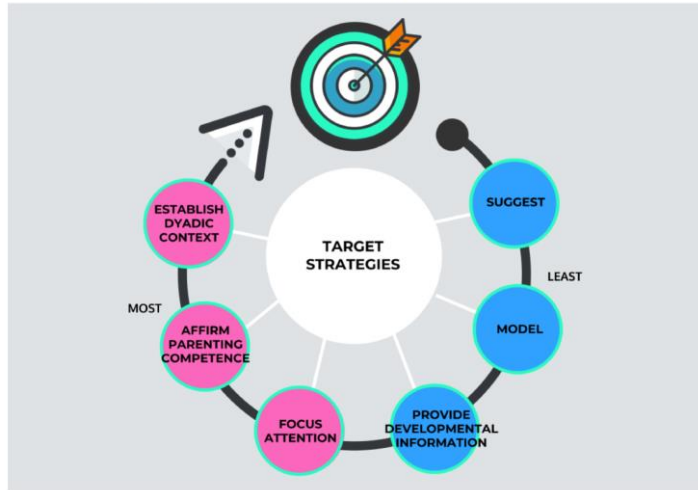 TARGET
STRATEGIES
ESTABLISH
DYADIC
CONTEXT
MOST
AFFIRM
PARENTING
COMPETENCE
FOCUS
ATTENTION
PROVIDE
DEVELOPMENTAL
INFORMATION
MODEL
LEAST
SUGGEST